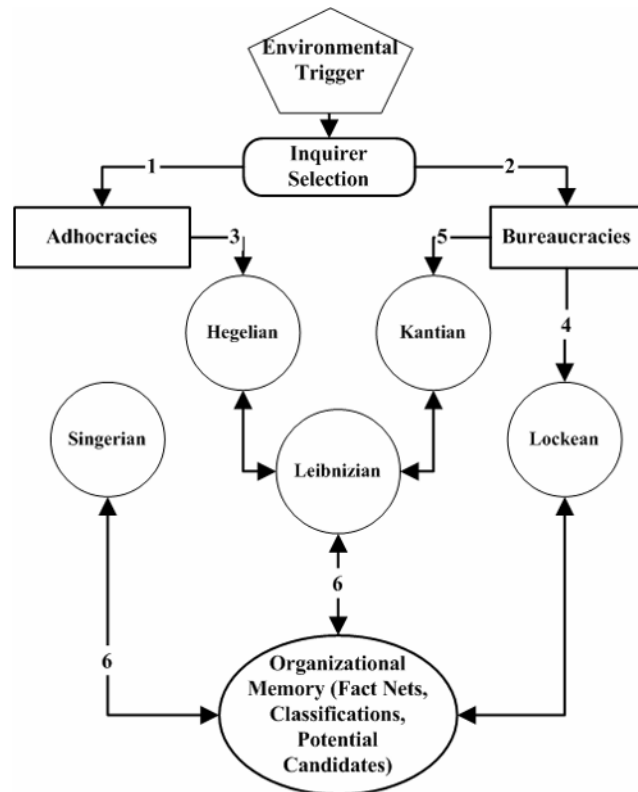 Environmental
Trigger
Inquirer
Selection
1
2
Adhocracies
Bureaucracies
3
5
4
Hegelian
Kantian
Singerian
Leibnizian
Lockean
6
6
Organizational
Memory (Fact Nets,
Classifications,
Potential
Candidates)